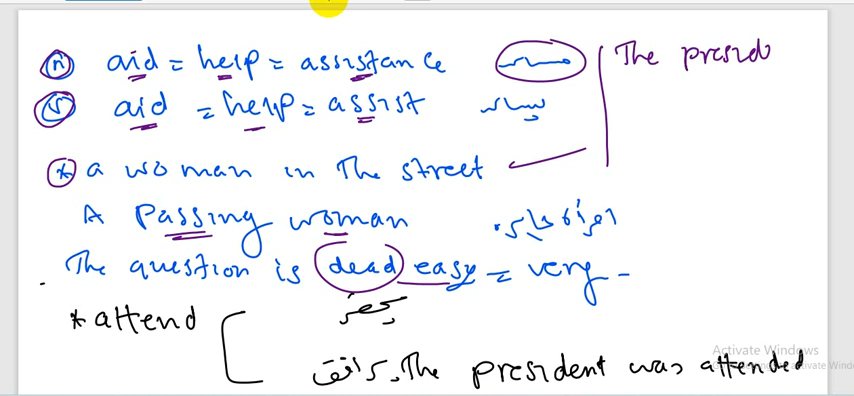 (n) aid = help = assistance مساعدة The presid
(v) aid = help = assist يساعد
* a woman in the street
A passing woman امرأة عابرة.
. The question is dead easy = very -
* attend [ يحضر
يرافق. The president was attended
Activate Windows